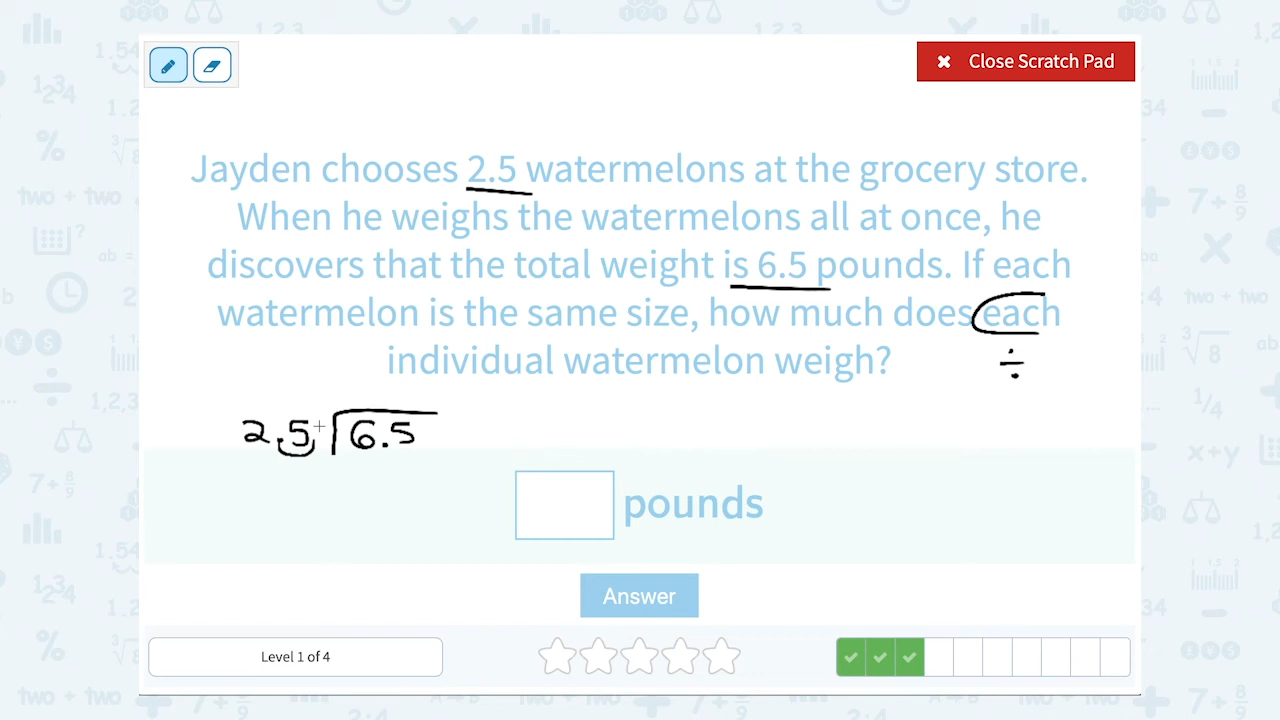 Close Scratch Pad
Jayden chooses 2.5 watermelons at the grocery store.
When he weighs the watermelons all at once, he
discovers that the total weight is 6.5 pounds. If each
watermelon is the same size, how much does each
individual watermelon weigh?
÷
2.5 6.5
pounds
Answer
Level 1 of 4